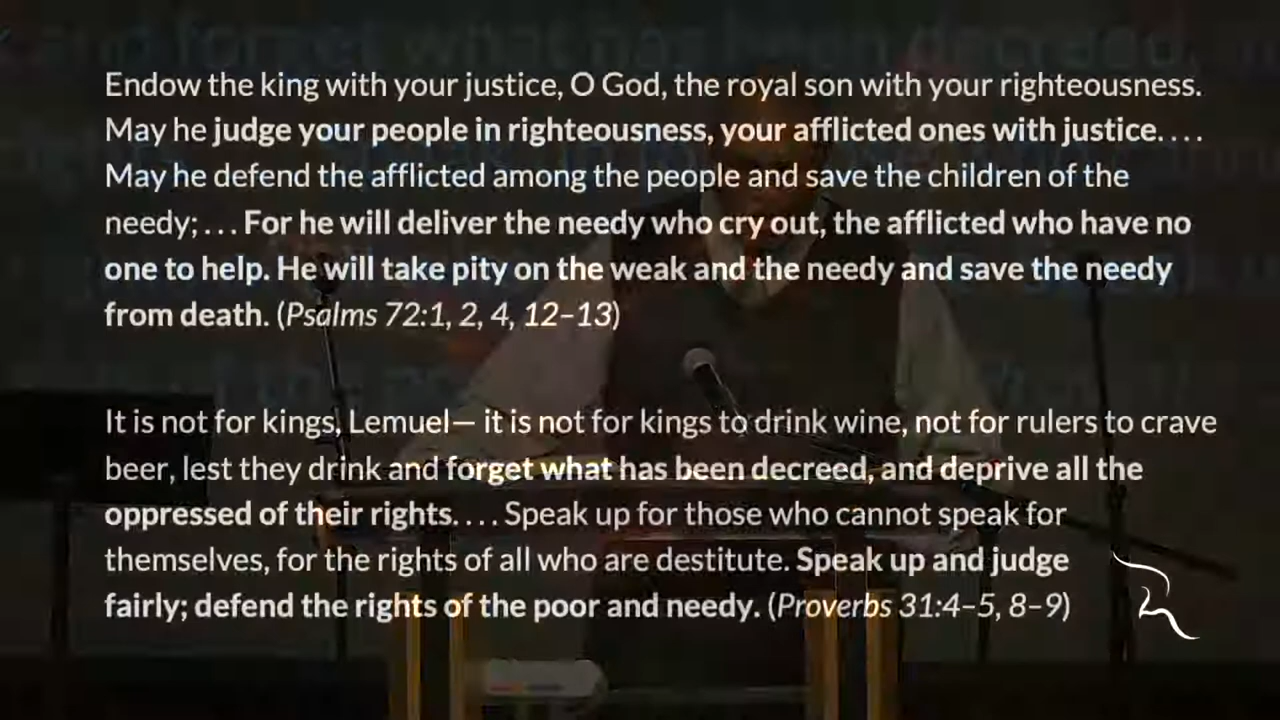 Endow the king with your justice, O God, the royal son with your righteousness.
May he judge your people in righteousness, your afflicted ones with justice. . . .
May he defend the afflicted among the people and save the children of the
needy; . . . For he will deliver the needy who cry out, the afflicted who have no
one to help. He will take pity on the weak and the needy and save the needy
from death. (Psalms 72:1, 2, 4, 12–13)
It is not for kings, Lemuel— it is not for kings to drink wine, not for rulers to crave
beer, lest they drink and forget what has been decreed, and deprive all the
oppressed of their rights. . . . Speak up for those who cannot speak for
themselves, for the rights of all who are destitute. Speak up and judge
fairly; defend the rights of the poor and needy. (Proverbs 31:4–5, 8–9)